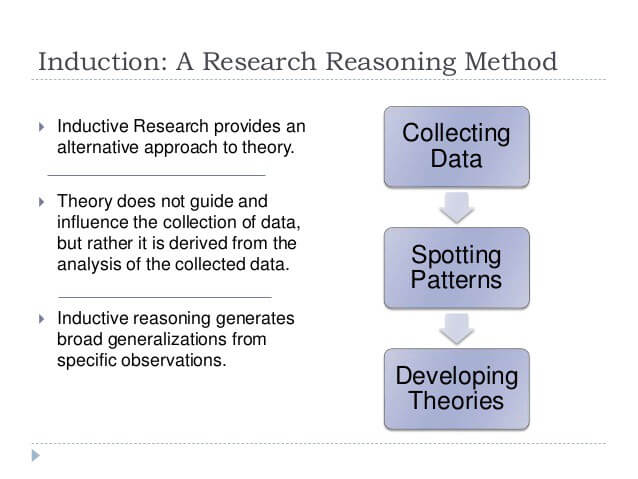 Induction: A Research Reasoning Method
Inductive Research provides an
alternative approach to theory.
Theory does not guide and
influence the collection of data,
but rather it is derived from the
analysis of the collected data.
Inductive reasoning generates
broad generalizations from
specific observations.
Collecting
Data
Spotting
Patterns
Developing
Theories